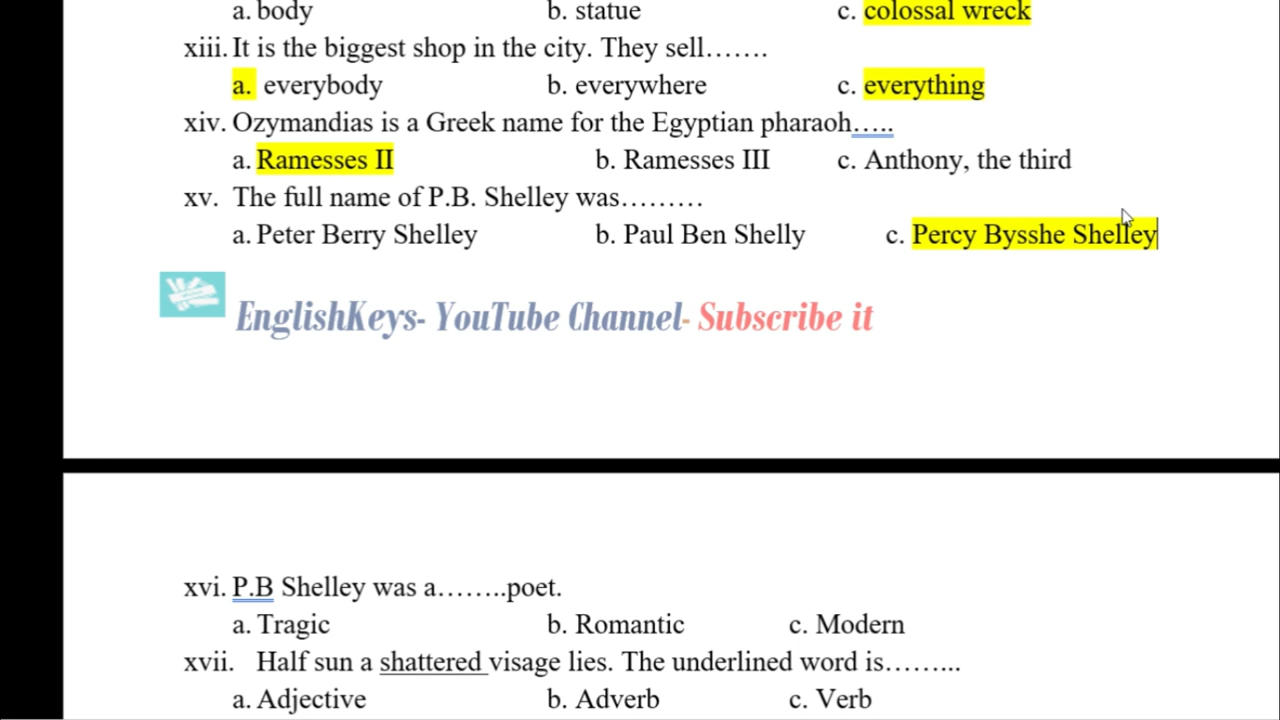 a. body b. statue c. colossal wreck
xiii. It is the biggest shop in the city. They sell…….
a. everybody b. everywhere c. everything
xiv. Ozymandias is a Greek name for the Egyptian pharaoh…..
a. Ramesses II b. Ramesses III c. Anthony, the third
xv. The full name of P.B. Shelley was………
a. Peter Berry Shelley b. Paul Ben Shelly c. Percy Bysshe Shelley
EnglishKeys- YouTube Channel- Subscribe it
xvi. P.B Shelley was a……..poet.
a. Tragic b. Romantic c. Modern
xvii. Half sun a shattered visage lies. The underlined word is……...
a. Adjective b. Adverb c. Verb